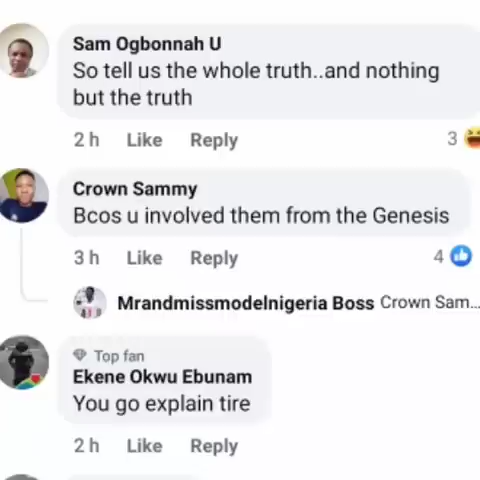 Sam Ogbonnah U
So tell us the whole truth..and nothing
but the truth
2 h Like Reply 3
Crown Sammy
Bcos u involved them from the Genesis
3 h Like Reply 4
Mrandmissmodelnigeria Boss Crown Sam...
Top fan
Ekene Okwu Ebunam
You go explain tire
2 h Like Reply